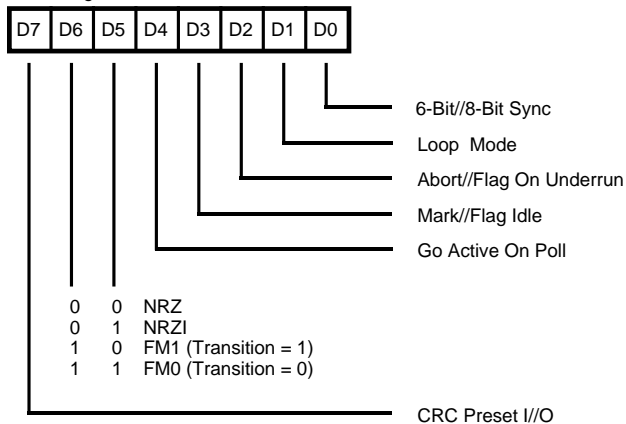 D7 D6 D5 D4 D3 D2 D1 D0
6-Bit//8-Bit Sync
Loop Mode
Abort//Flag On Underrun
Mark//Flag Idle
Go Active On Poll
0 0 NRZ
0 1 NRZI
1 0 FM1 (Transition = 1)
1 1 FM0 (Transition = 0)
CRC Preset I//O